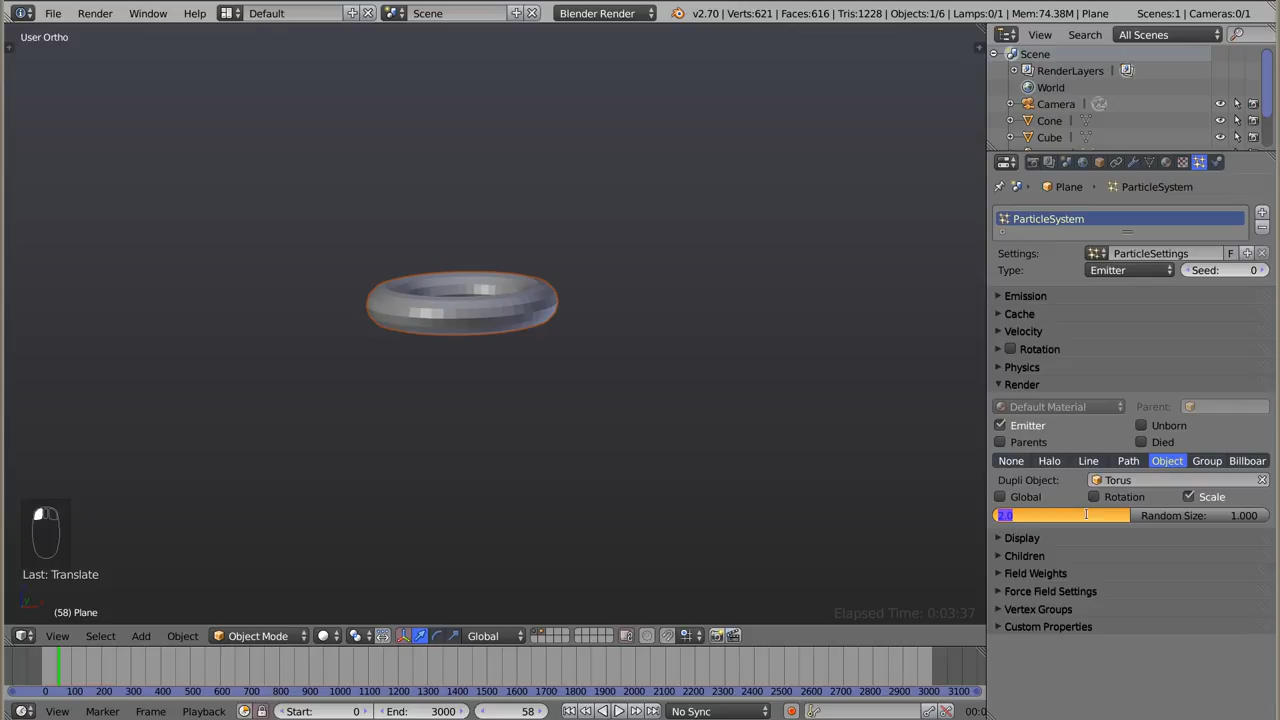 File Render Window Help Default Scene Blender Render v2.70 | Verts:621 | Faces:616 | Tris:1228 | Objects:1/6 | Lamps:0/1 | Mem:74.38M | Plane Scenes:1 | Cameras:0/1
User Ortho
View Search All Scenes
Scene
RenderLayers
World
Camera
Cone
Cube
Plane ParticleSystem
ParticleSystem
Settings: ParticleSettings F
Type: Emitter Seed: 0
Emission
Cache
Velocity
Rotation
Physics
Render
Default Material Parent:
Emitter Unborn
Parents Died
None Halo Line Path Object Group Billboar
Dupli Object: Torus
Global Rotation Scale
2.0 Random Size: 1.000
Display
Children
Field Weights
Force Field Settings
Vertex Groups
Custom Properties
Last: Translate
(58) Plane
Elapsed Time: 0:03:37
View Select Add Object Object Mode Global
0 100 200 300 400 500 600 700 800 900 1000 1100 1200 1300 1400 1500 1600 1700 1800 1900 2000 2100 2200 2300 2400 2500 2600 2700 2800 2900 3000 3100
View Marker Frame Playback Start: 0 End: 3000 58 No Sync 00:0